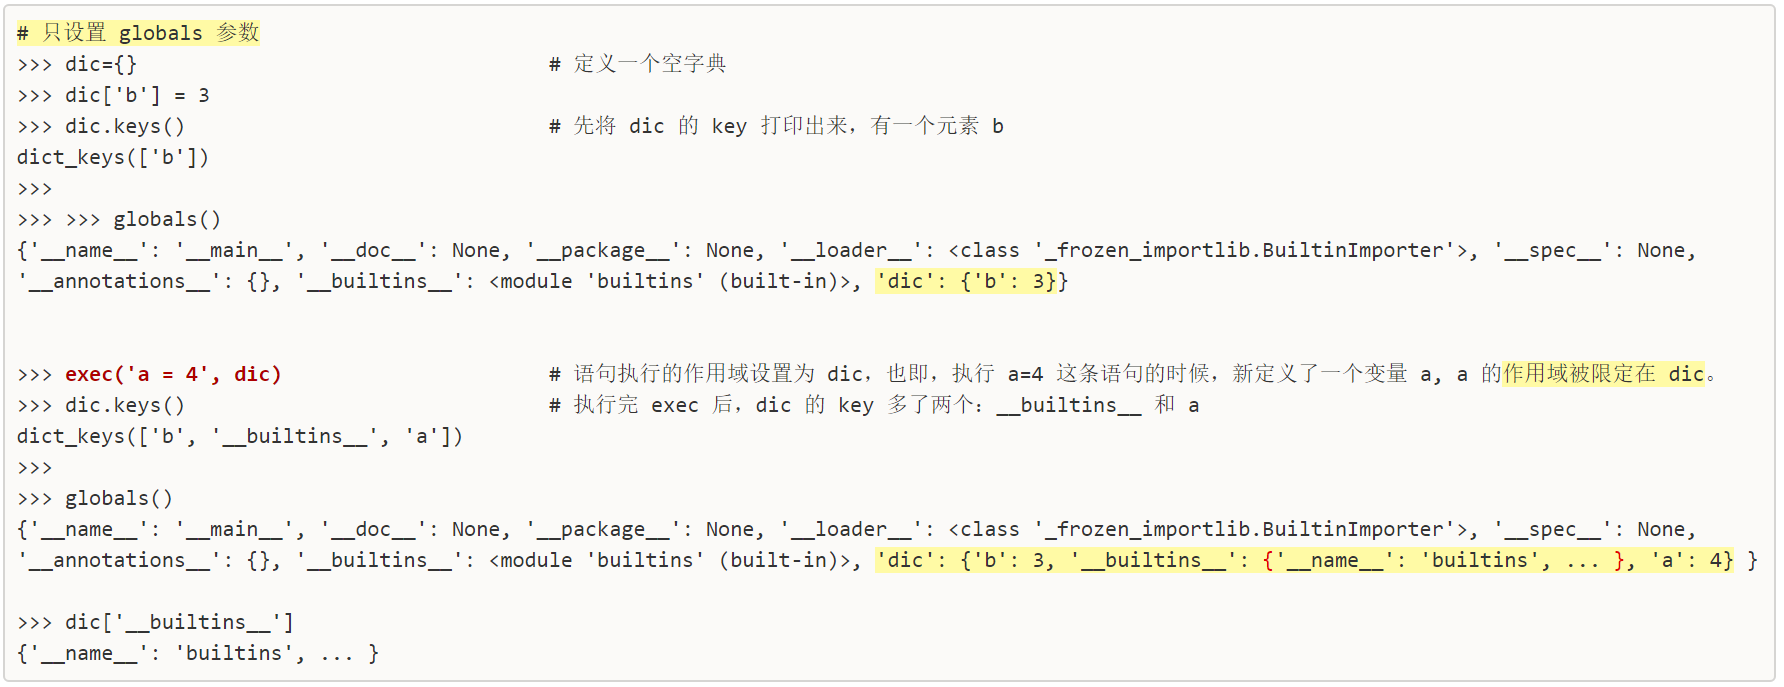 # 只设置 globals 参数
>>> dic={} # 定义一个空字典
>>> dic['b'] = 3
>>> dic.keys() # 先将 dic 的 key 打印出来，有一个元素 b
dict_keys(['b'])
>>>
>>> >>> globals()
{'__name__': '__main__', '__doc__': None, '__package__': None, '__loader__': <class '_frozen_importlib.BuiltinImporter'>, '__spec__': None,
'__annotations__': {}, '__builtins__': <module 'builtins' (built-in)>, 'dic': {'b': 3}}
>>> exec('a = 4', dic) # 语句执行的作用域设置为 dic，也即，执行 a=4 这条语句的时候，新定义了一个变量 a, a 的作用域被限定在 dic。
>>> dic.keys() # 执行完 exec 后，dic 的 key 多了两个：__builtins__ 和 a
dict_keys(['b', '__builtins__', 'a'])
>>>
>>> globals()
{'__name__': '__main__', '__doc__': None, '__package__': None, '__loader__': <class '_frozen_importlib.BuiltinImporter'>, '__spec__': None,
'__annotations__': {}, '__builtins__': <module 'builtins' (built-in)>, 'dic': {'b': 3, '__builtins__': {'__name__': 'builtins', ... }, 'a': 4} }
>>> dic['__builtins__']
{'__name__': 'builtins', ... }